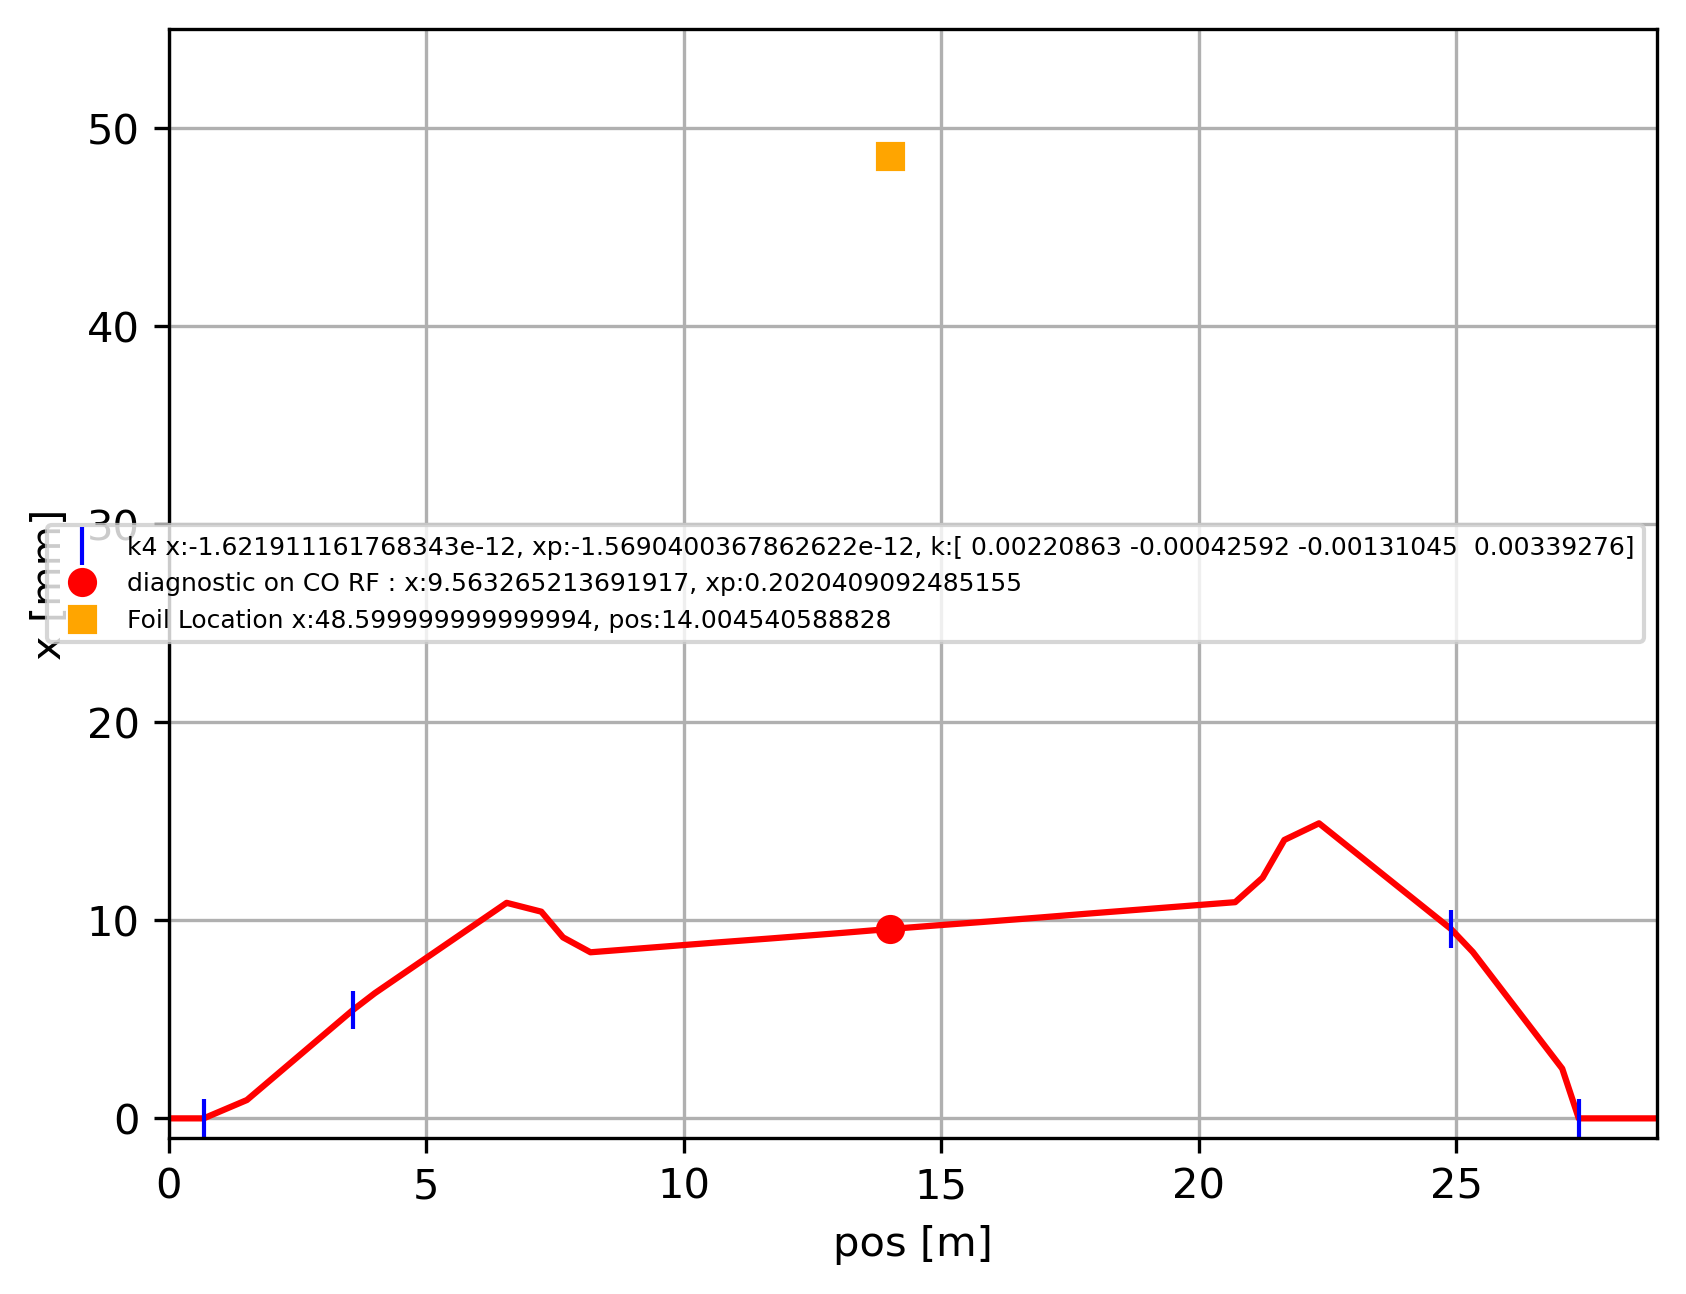 50
40
30
20
10
0
x [mm]
k4 x:-1.621911161768343e-12, xp:-1.5690400367862622e-12, k:[ 0.00220863 -0.00042592 -0.00131045  0.00339276]
diagnostic on CO RF : x:9.563265213691917, xp:0.2020409092485155
Foil Location x:48.599999999999994, pos:14.004540588828
0 5 10 15 20 25
pos [m]